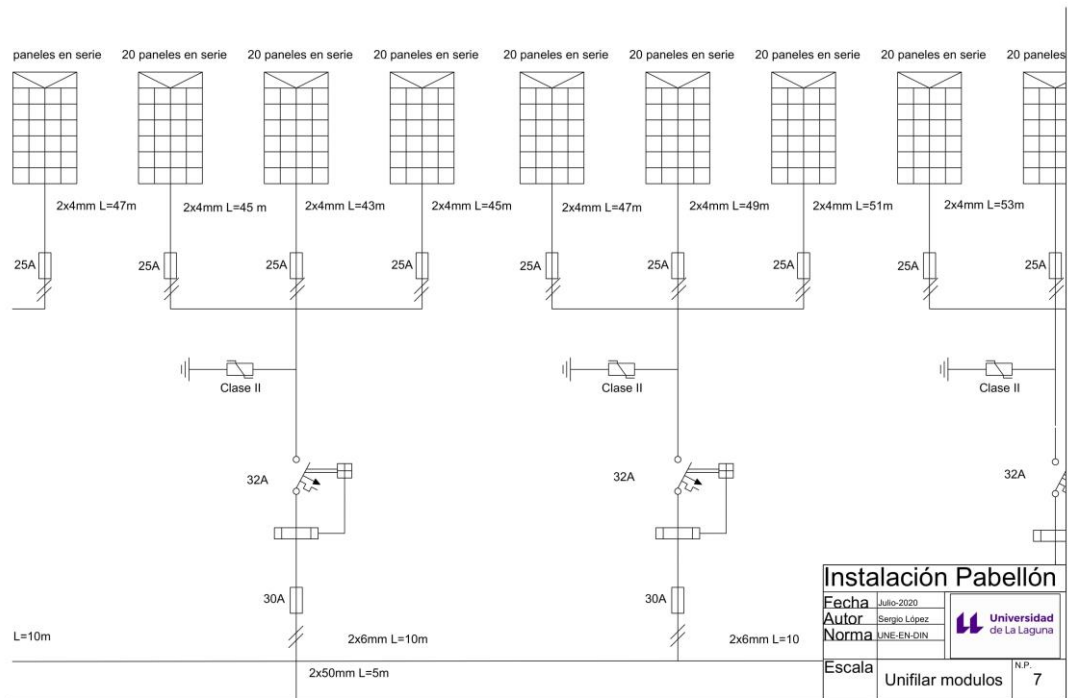 paneles en serie 20 paneles en serie 20 paneles en serie 20 paneles en serie 20 paneles en serie 20 paneles en serie 20 paneles en serie 20 paneles en serie 20 paneles
2x4mm L=47m 2x4mm L=45 m 2x4mm L=43m 2x4mm L=45m 2x4mm L=47m 2x4mm L=49m 2x4mm L=51m 2x4mm L=53m
25A 25A 25A 25A 25A 25A 25A 25A 25A
Clase II Clase II Clase II
32A 32A 32A
30A 30A
L=10m 2x6mm L=10m 2x6mm L=10
2x50mm L=5m
Instalación Pabellón
Fecha Julio-2020
Autor Sergio López
Norma UNE-EN-DIN
Universidad
de La Laguna
Escala
Unifilar modulos
N.P.
7